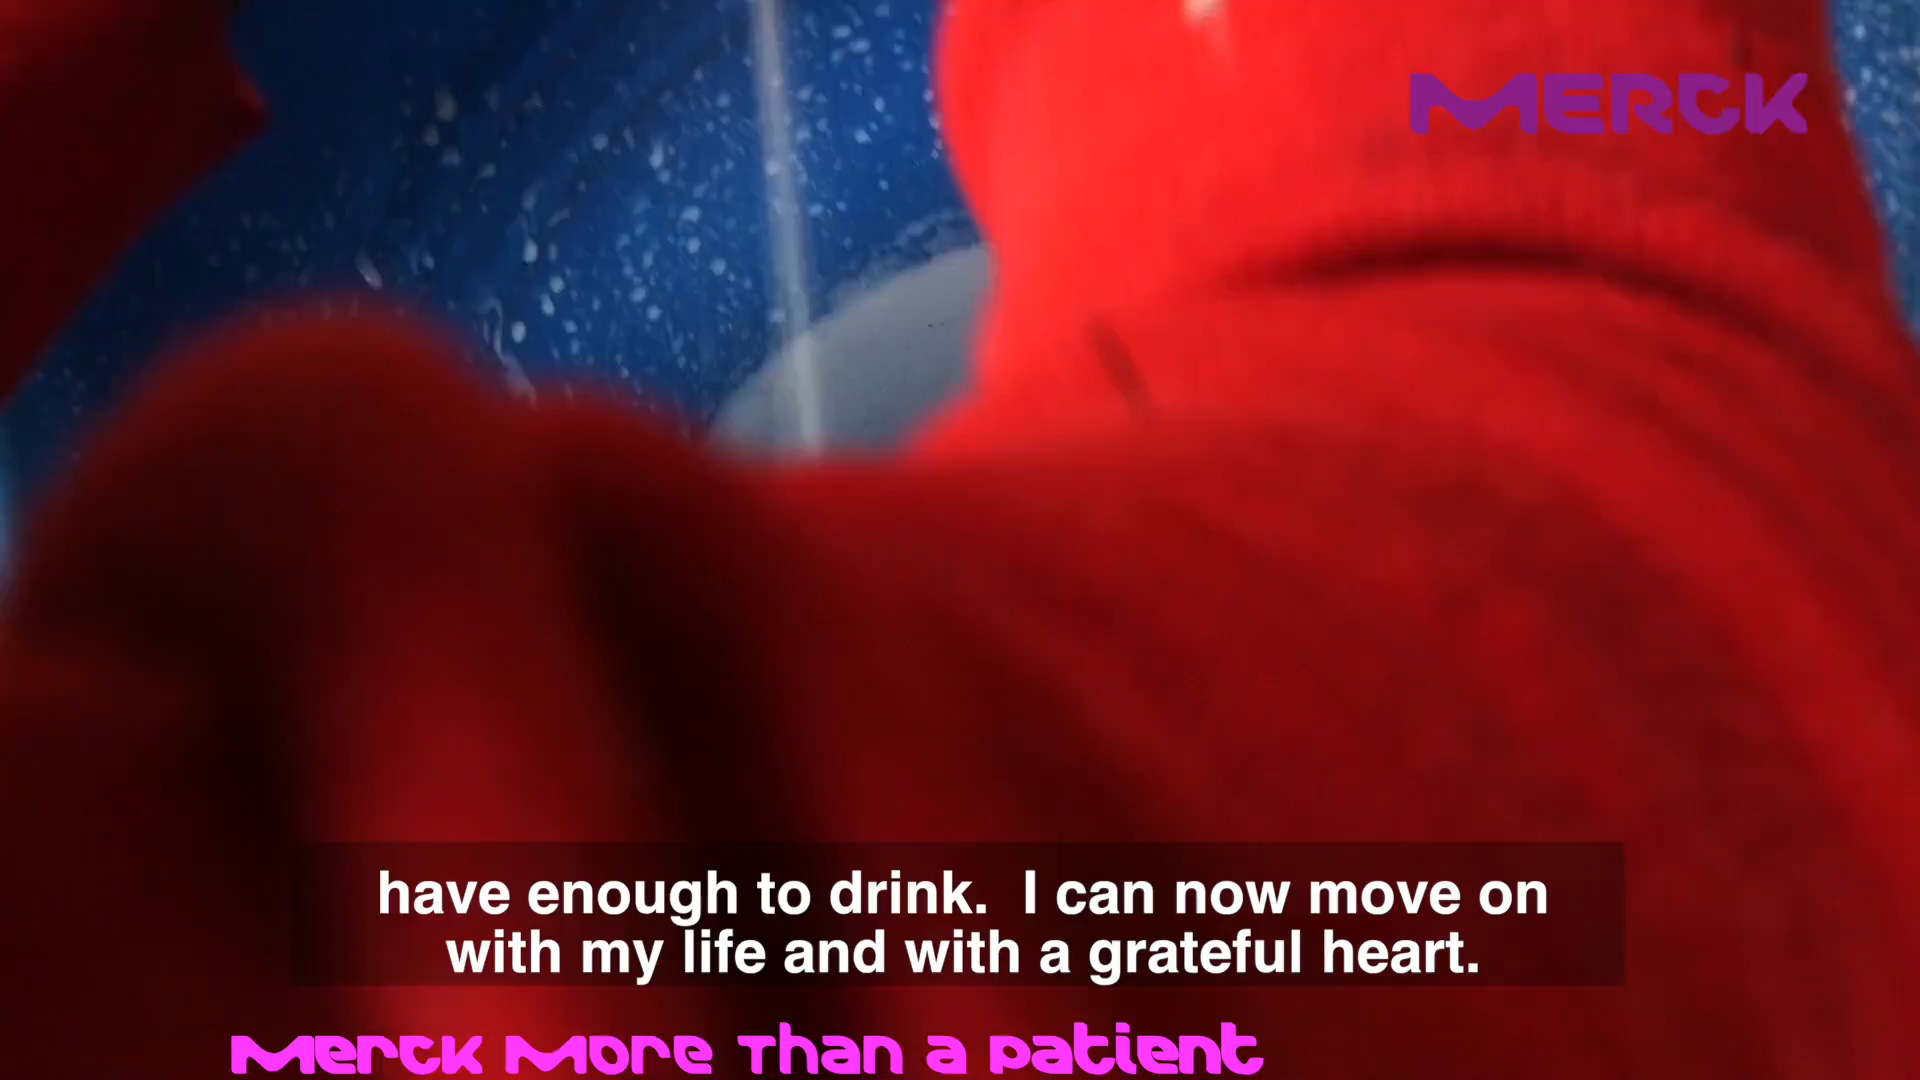 MERCK
have enough to drink.  I can now move on
with my life and with a grateful heart.
Merck More Than a Patient